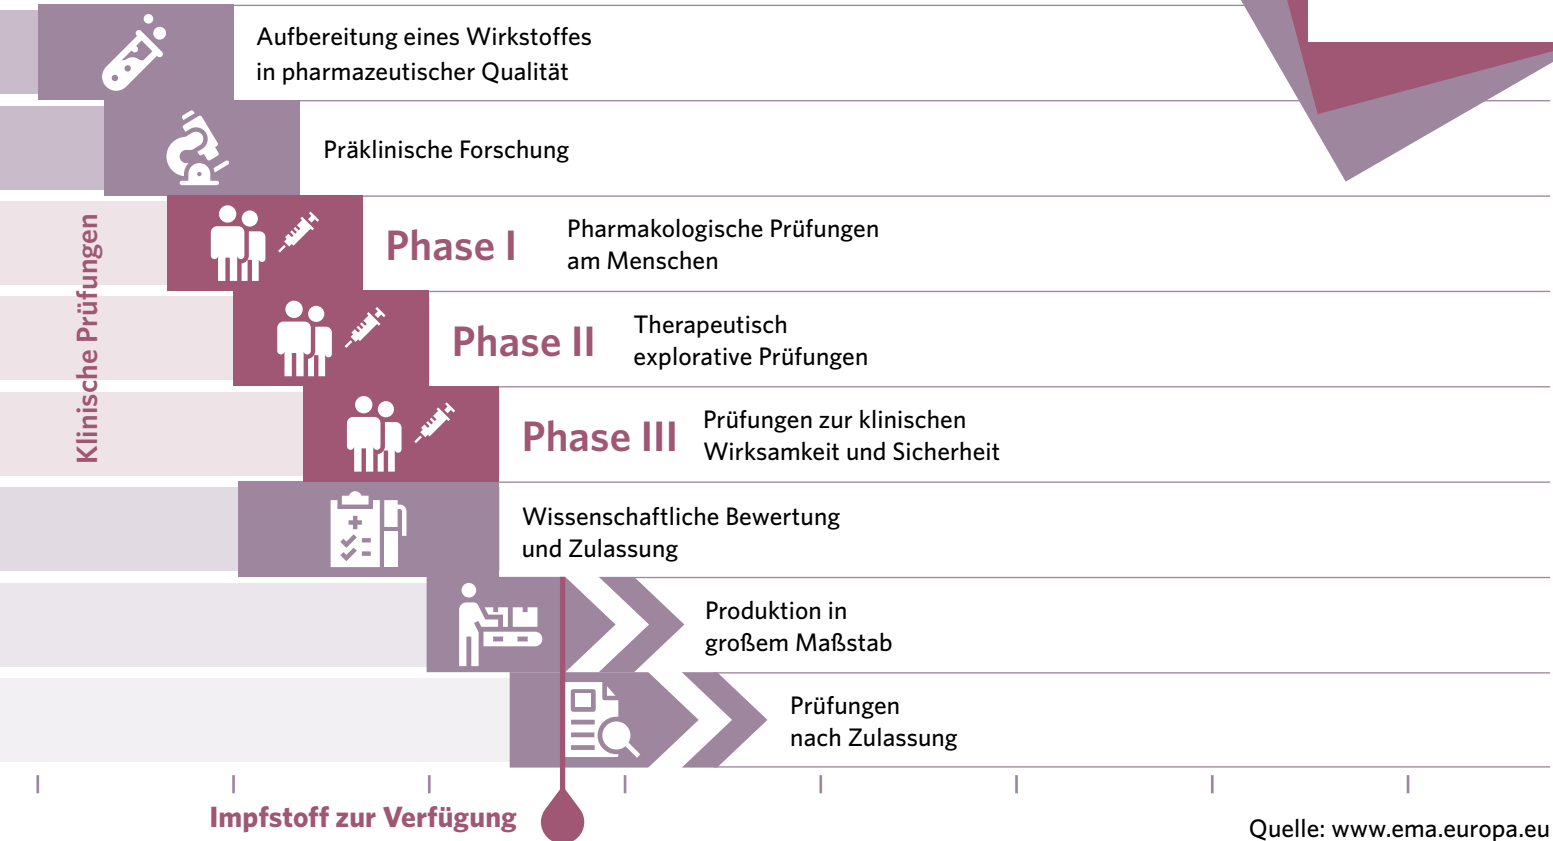 Aufbereitung eines Wirkstoffes
in pharmazeutischer Qualität
Präklinische Forschung
Klinische Prüfungen
Phase I
Pharmakologische Prüfungen
am Menschen
Phase II
Therapeutisch
explorative Prüfungen
Phase III
Prüfungen zur klinischen
Wirksamkeit und Sicherheit
Wissenschaftliche Bewertung
und Zulassung
Produktion in
großem Maßstab
Prüfungen
nach Zulassung
Impfstoff zur Verfügung
Quelle: www.ema.europa.eu